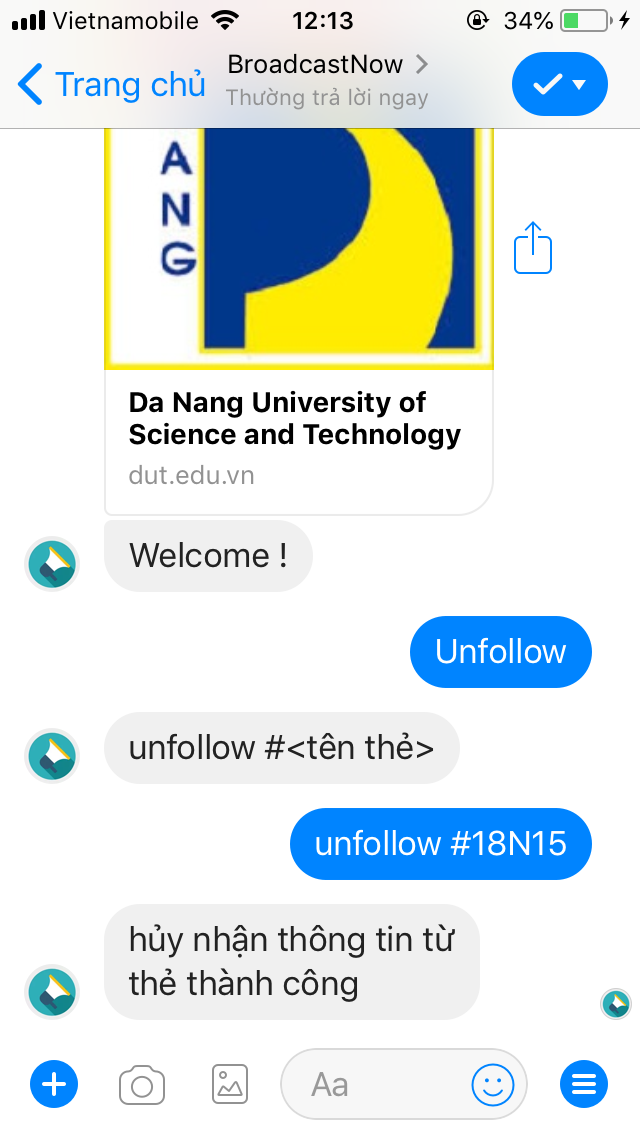 Vietnamobile 12:13 34%
Trang chủ
BroadcastNow
Thường trả lời ngay
A
N
G
Da Nang University of
Science and Technology
dut.edu.vn
Welcome !
Unfollow
unfollow #<tên thẻ>
unfollow #18N15
hủy nhận thông tin từ
thẻ thành công
Aa